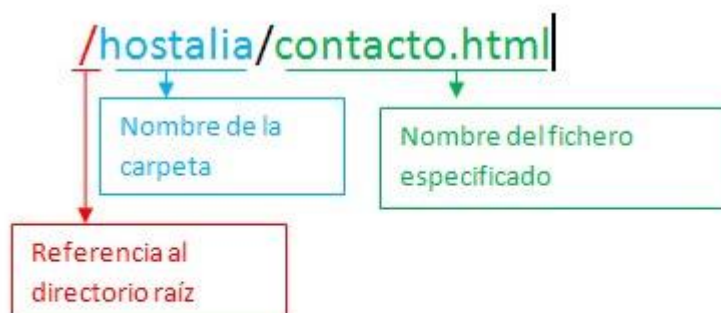 /hostalia/contacto.html
Nombre de la
carpeta
Nombre del fichero
especificado
Referencia al
directorio raíz